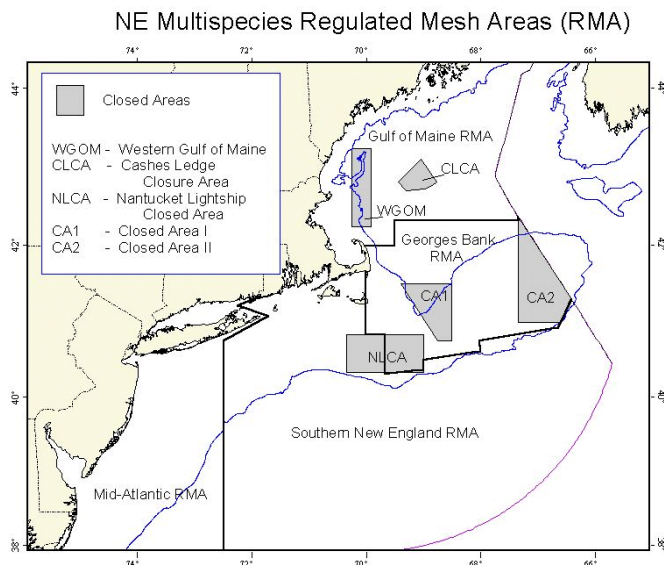 NE Multispecies Regulated Mesh Areas (RMA)
74° 72° 70° 68° 66°
44° 44°
Closed Areas
WGOM - Western Gulf of Maine
CLCA - Cashes Ledge
Closure Area
NLCA - Nantucket Lightship
Closed Area
CA1 - Closed Area I
CA2 - Closed Area II
Gulf of Maine RMA
CLCA
WGOM
42° 42°
Georges Bank
RMA
CA1
CA2
NLCA
40° 40°
Southern New England RMA
Mid-Atlantic RMA
38° 38°
74° 72° 70° 68° 66°